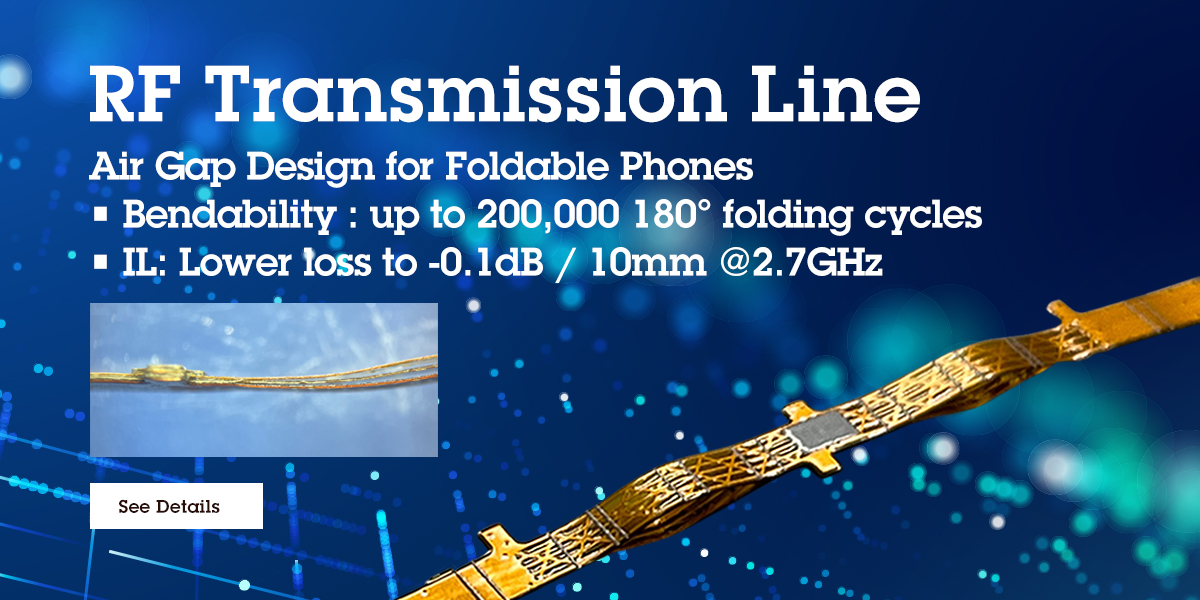 RF Transmission Line
Air Gap Design for Foldable Phones
▪ Bendability : up to 200,000 180° folding cycles
▪ IL: Lower loss to -0.1dB / 10mm @2.7GHz
See Details